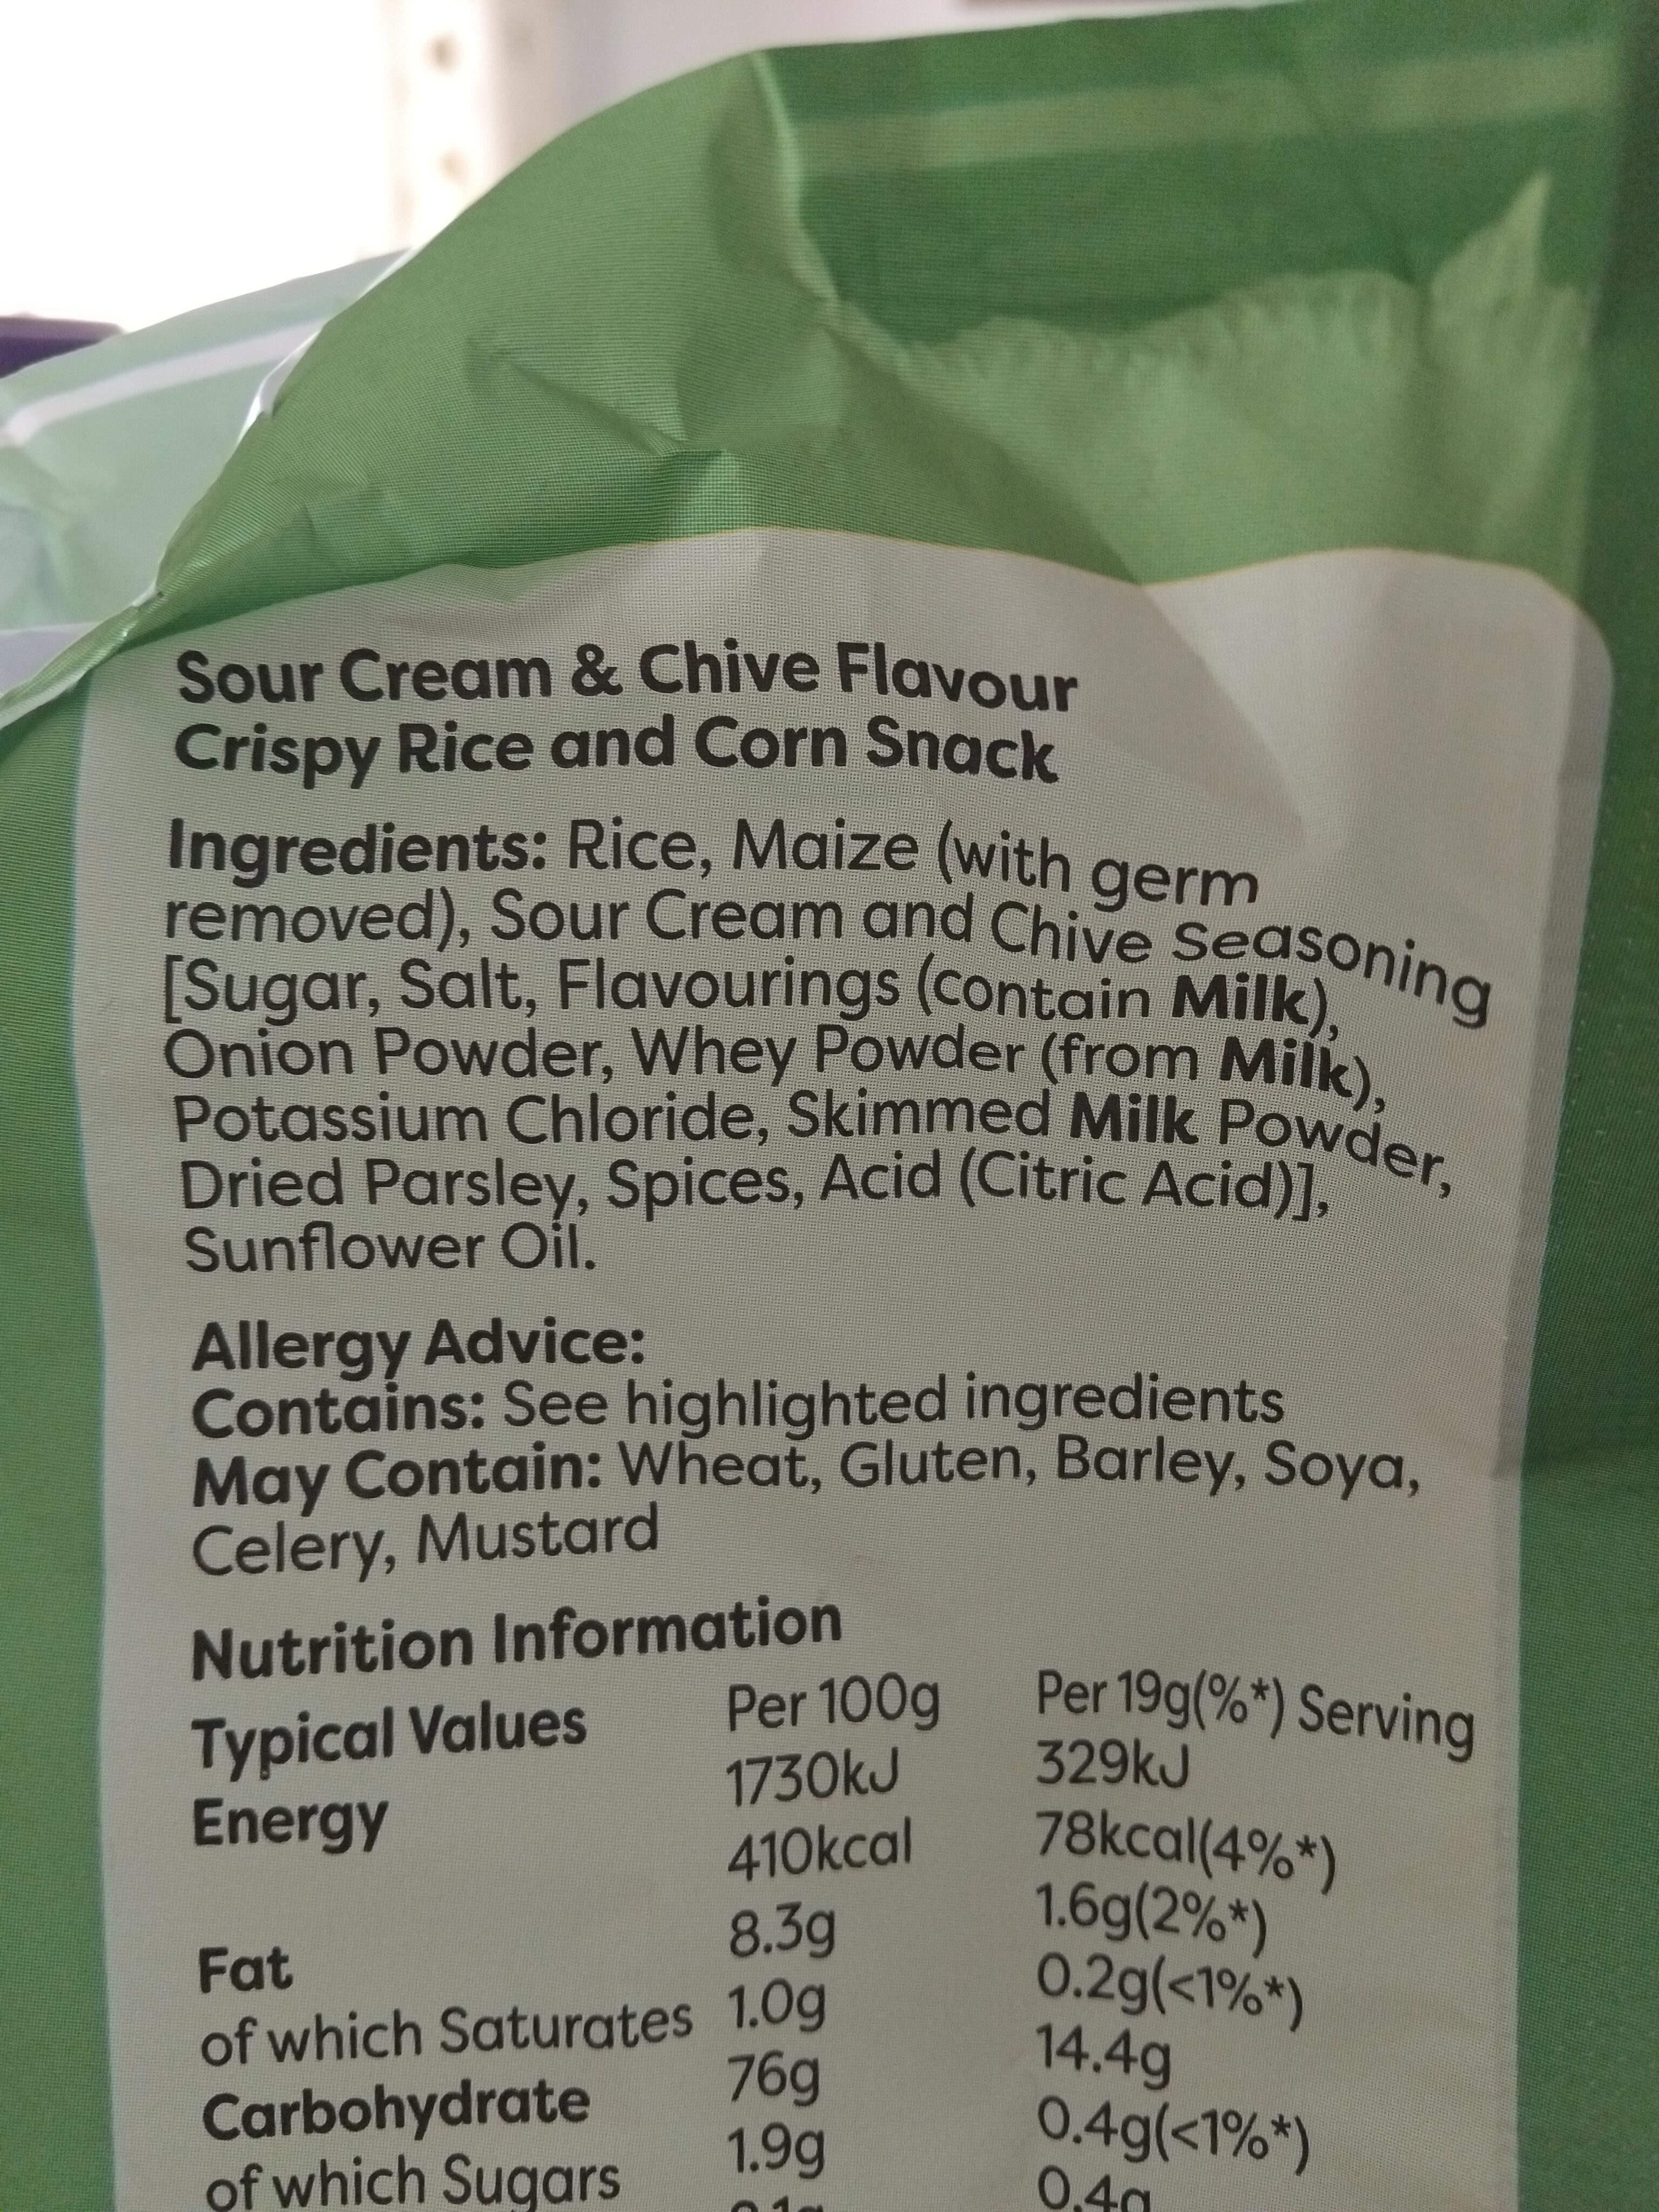 Sour Cream & Chive Flavour
Crispy Rice and Corn Snack
Ingredients: Rice, Maize (with germ
removed), Sour Cream and Chive Seasoning
[Sugar, Salt, Flavourings (contain Milk),
Onion Powder, Whey Powder (from Milk),
Potassium Chloride, Skimmed Milk Powder,
Dried Parsley, Spices, Acid (Citric Acid)],
Sunflower Oil.
Allergy Advice:
Contains: See highlighted ingredients
May Contain: Wheat, Gluten, Barley, Soya,
Celery, Mustard
Nutrition Information
Typical Values Per 100g Per 19g(%*) Serving
Energy 1730kJ 329kJ
410kcal 78kcal(4%*)
Fat 8.3g 1.6g(2%*)
of which Saturates 1.0g 0.2g(<1%*)
Carbohydrate 76g 14.4g
of which Sugars 1.9g 0.4g(<1%*)
0.4g